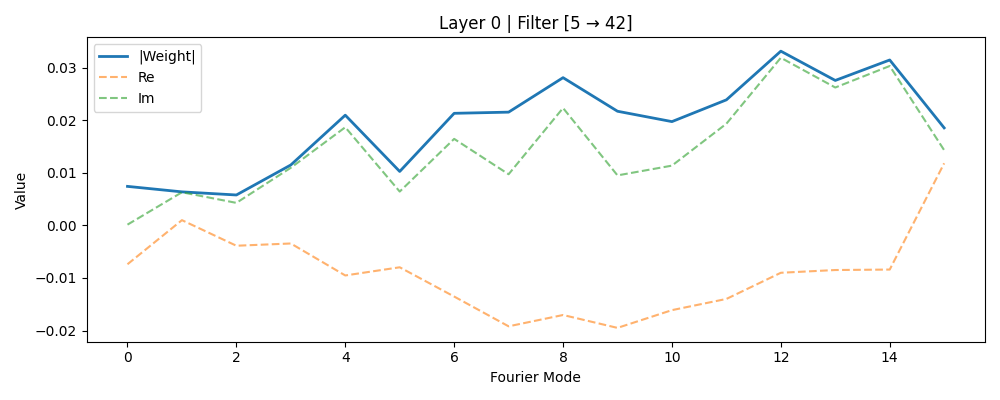 Layer 0 | Filter [5 → 42]
|Weight|
Re
Im
0.03
0.02
0.01
0.00
−0.01
−0.02
Value
0 2 4 6 8 10 12 14
Fourier Mode